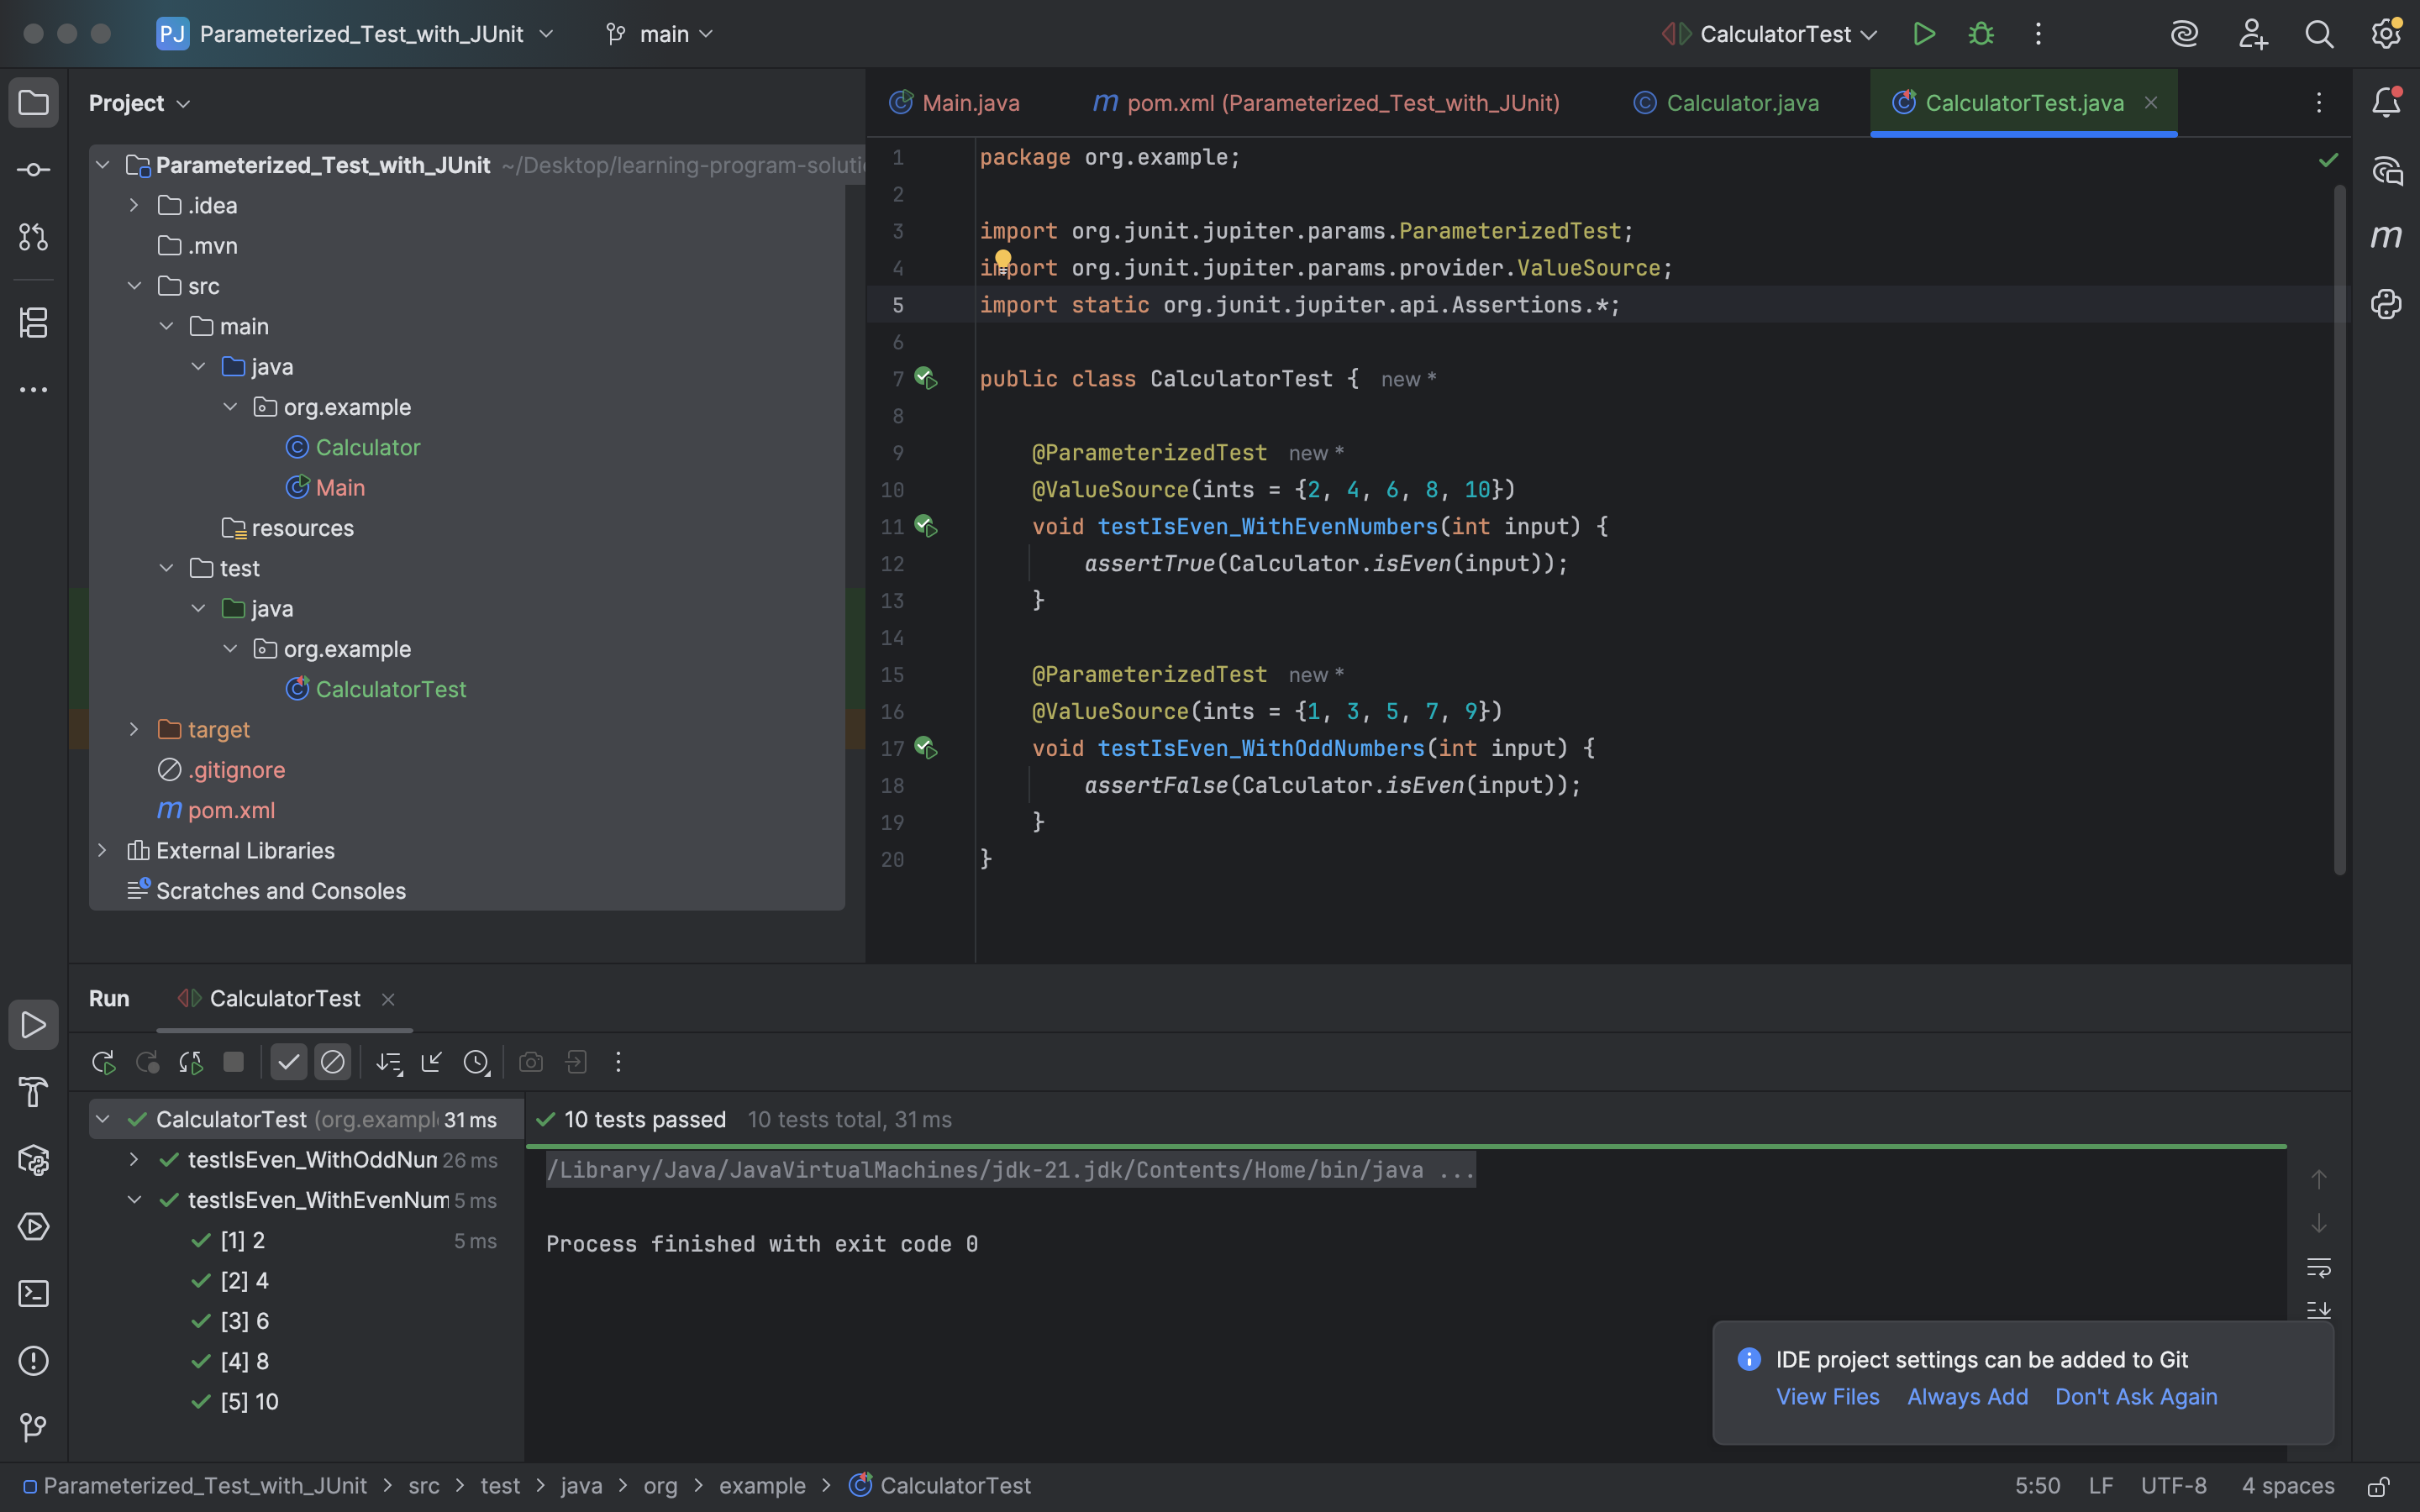 PJ Parameterized_Test_with_JUnit main CalculatorTest
Project
Parameterized_Test_with_JUnit ~/Desktop/learning-program-soluti
.idea
.mvn
src
main
java
org.example
Calculator
Main
resources
test
java
org.example
CalculatorTest
target
.gitignore
pom.xml
External Libraries
Scratches and Consoles
Main.java pom.xml (Parameterized_Test_with_JUnit) Calculator.java CalculatorTest.java
1 package org.example;
2
3 import org.junit.jupiter.params.ParameterizedTest;
4 import org.junit.jupiter.params.provider.ValueSource;
5 import static org.junit.jupiter.api.Assertions.*;
6
7 public class CalculatorTest { new *
8
9 @ParameterizedTest new *
10 @ValueSource(ints = {2, 4, 6, 8, 10})
11 void testIsEven_WithEvenNumbers(int input) {
12 assertTrue(Calculator.isEven(input));
13 }
14
15 @ParameterizedTest new *
16 @ValueSource(ints = {1, 3, 5, 7, 9})
17 void testIsEven_WithOddNumbers(int input) {
18 assertFalse(Calculator.isEven(input));
19 }
20 }
Run CalculatorTest
CalculatorTest (org.exampl 31 ms
testIsEven_WithOddNum 26 ms
testIsEven_WithEvenNum 5 ms
[1] 2 5 ms
[2] 4
[3] 6
[4] 8
[5] 10
10 tests passed 10 tests total, 31 ms
/Library/Java/JavaVirtualMachines/jdk-21.jdk/Contents/Home/bin/java ...
Process finished with exit code 0
IDE project settings can be added to Git
View Files Always Add Don't Ask Again
Parameterized_Test_with_JUnit > src > test > java > org > example > CalculatorTest 5:50 LF UTF-8 4 spaces